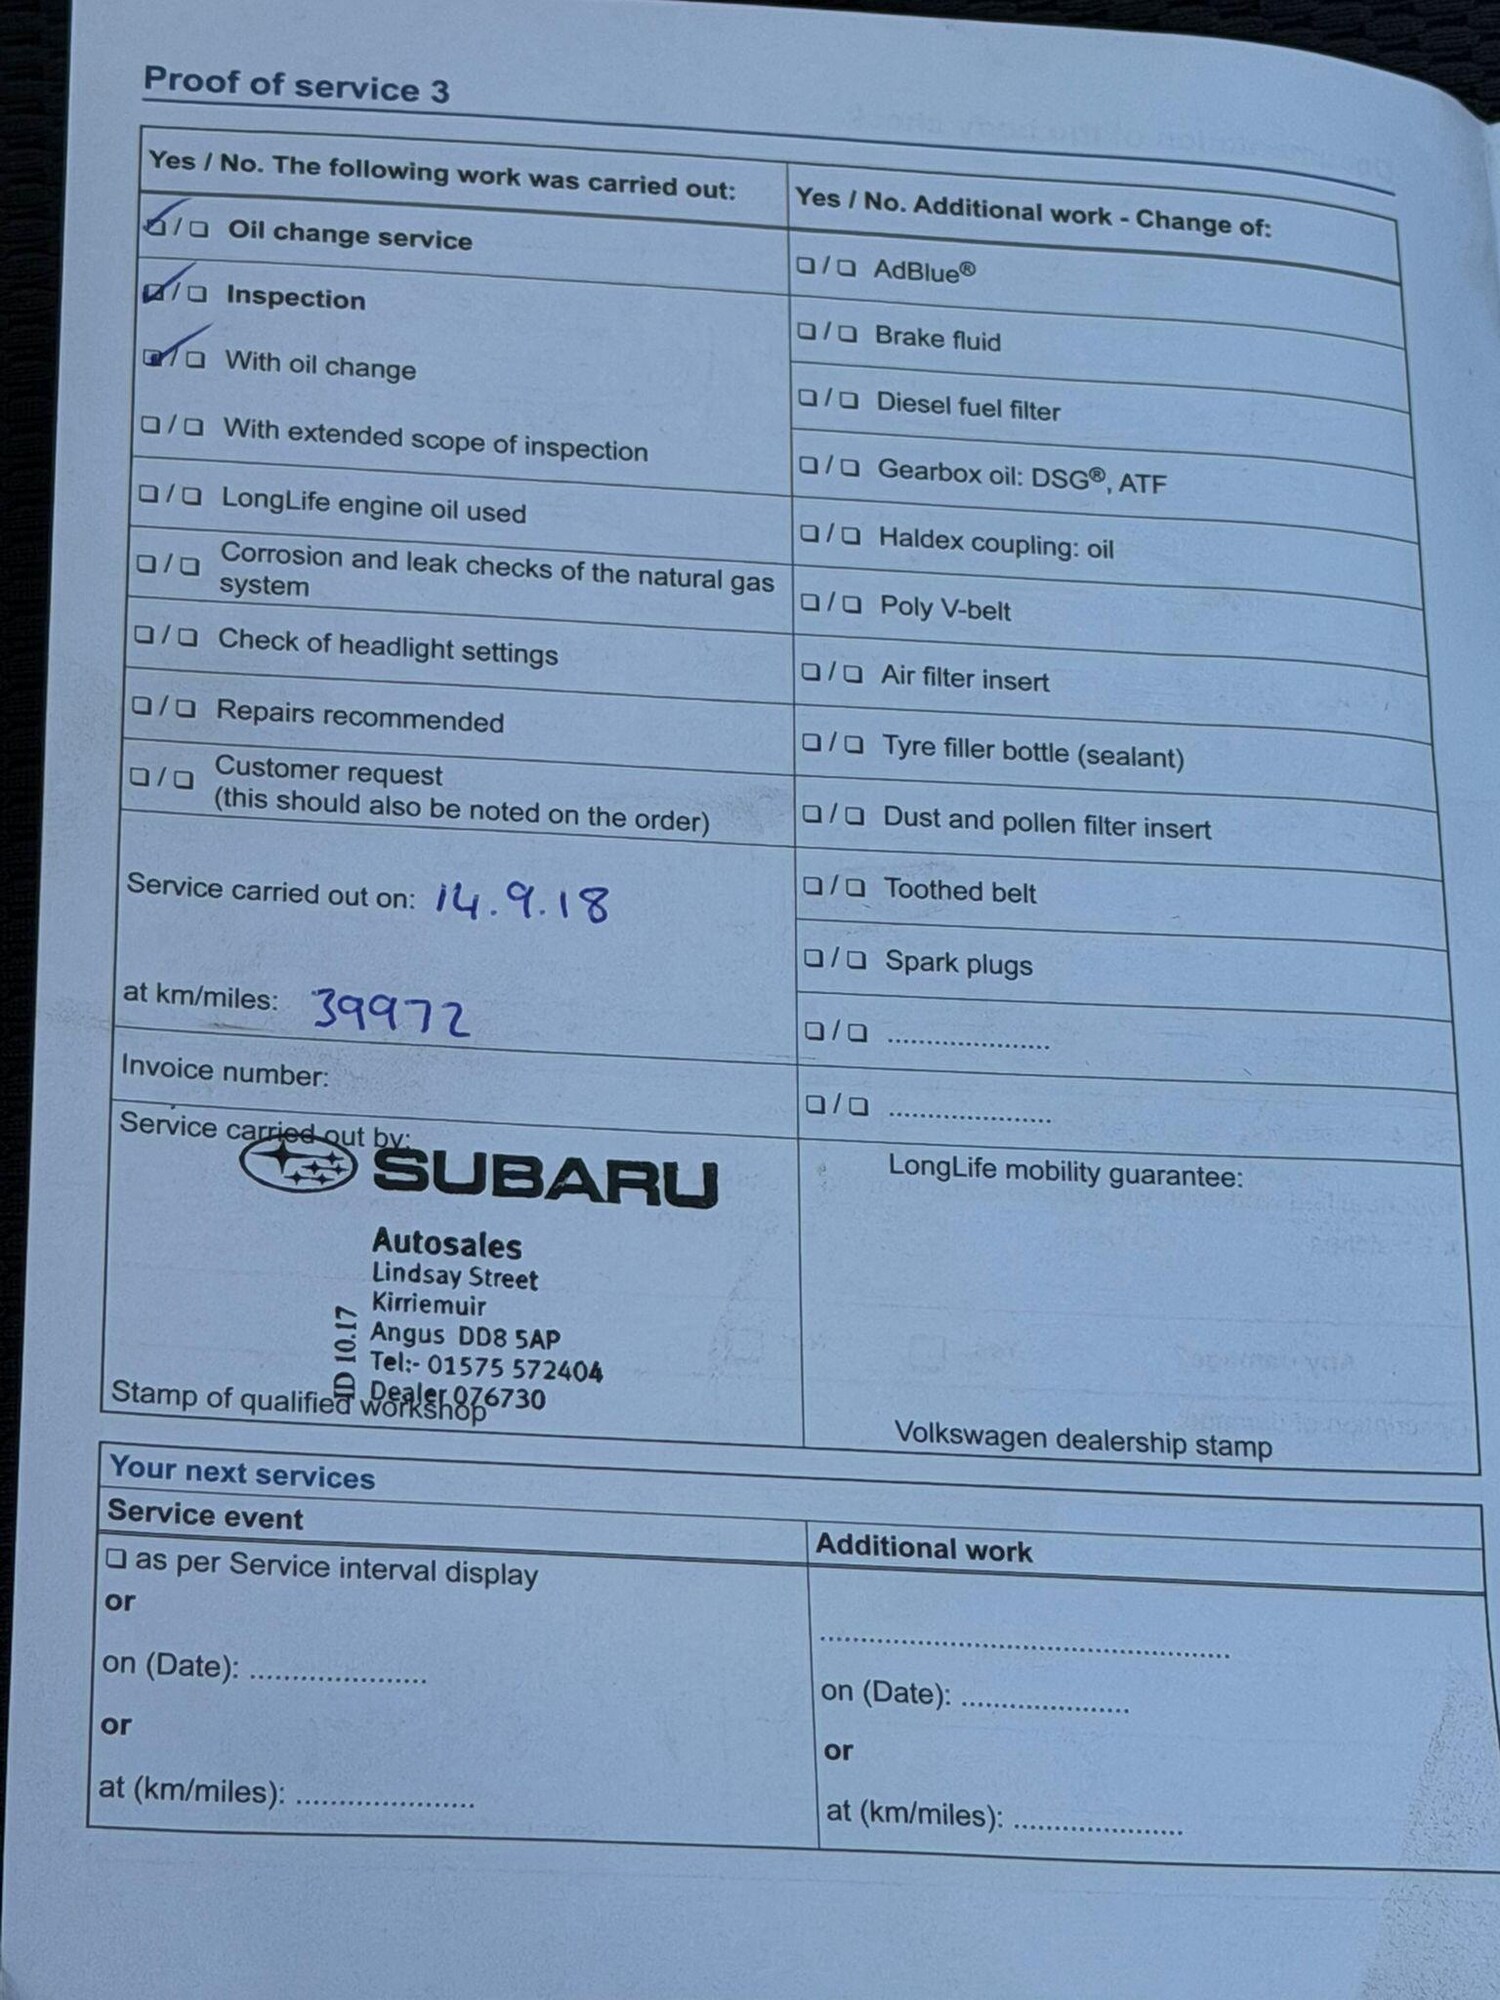 Proof of service 3
Yes / No. The following work was carried out:
☑ / ☐ Oil change service
☑ / ☐ Inspection
☑ / ☐ With oil change
☐ / ☐ With extended scope of inspection
☐ / ☐ LongLife engine oil used
☐ / ☐ Corrosion and leak checks of the natural gas
system
☐ / ☐ Check of headlight settings
☐ / ☐ Repairs recommended
☐ / ☐ Customer request
(this should also be noted on the order)
Service carried out on: 14.9.18
at km/miles: 39972
Invoice number:
Service carried out by:
SUBARU
Autosales
Lindsay Street
Kirriemuir
Angus DD8 5AP
Tel:- 01575 572404
Dealer 076730
ID 10.17
Stamp of qualified workshop
Yes / No. Additional work - Change of:
☐ / ☐ AdBlue®
☐ / ☐ Brake fluid
☐ / ☐ Diesel fuel filter
☐ / ☐ Gearbox oil: DSG®, ATF
☐ / ☐ Haldex coupling: oil
☐ / ☐ Poly V-belt
☐ / ☐ Air filter insert
☐ / ☐ Tyre filler bottle (sealant)
☐ / ☐ Dust and pollen filter insert
☐ / ☐ Toothed belt
☐ / ☐ Spark plugs
☐ / ☐ .....................
☐ / ☐ .....................
LongLife mobility guarantee:
Volkswagen dealership stamp
Your next services
Service event
☐ as per Service interval display
or
on (Date): ......................
or
at (km/miles): ......................
Additional work
..................................................
on (Date): .....................
or
at (km/miles): .....................